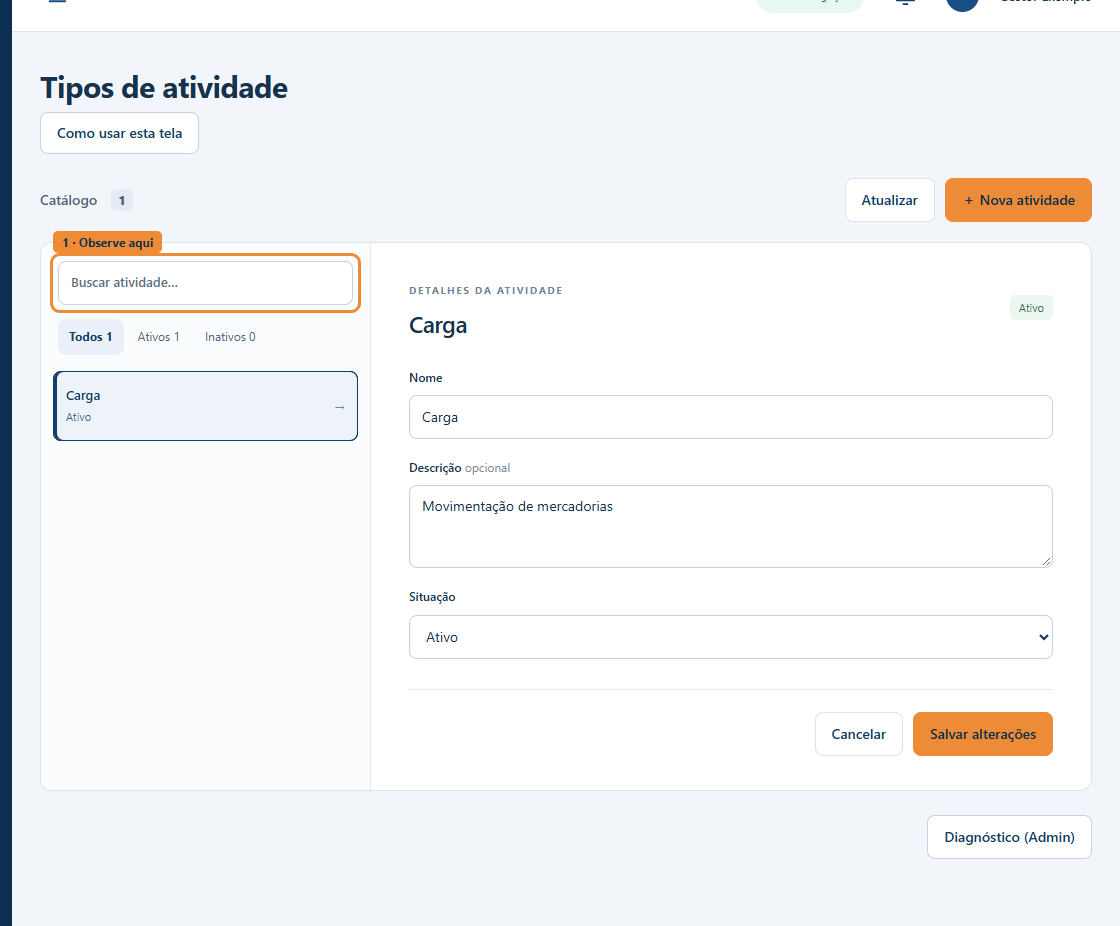 Tipos de atividade
Como usar esta tela
Catálogo 1
Atualizar
+ Nova atividade
1 · Observe aqui
Buscar atividade...
Todos 1
Ativos 1
Inativos 0
Carga
Ativo
→
DETALHES DA ATIVIDADE
Carga
Ativo
Nome
Carga
Descrição opcional
Movimentação de mercadorias
Situação
Ativo
Cancelar
Salvar alterações
Diagnóstico (Admin)